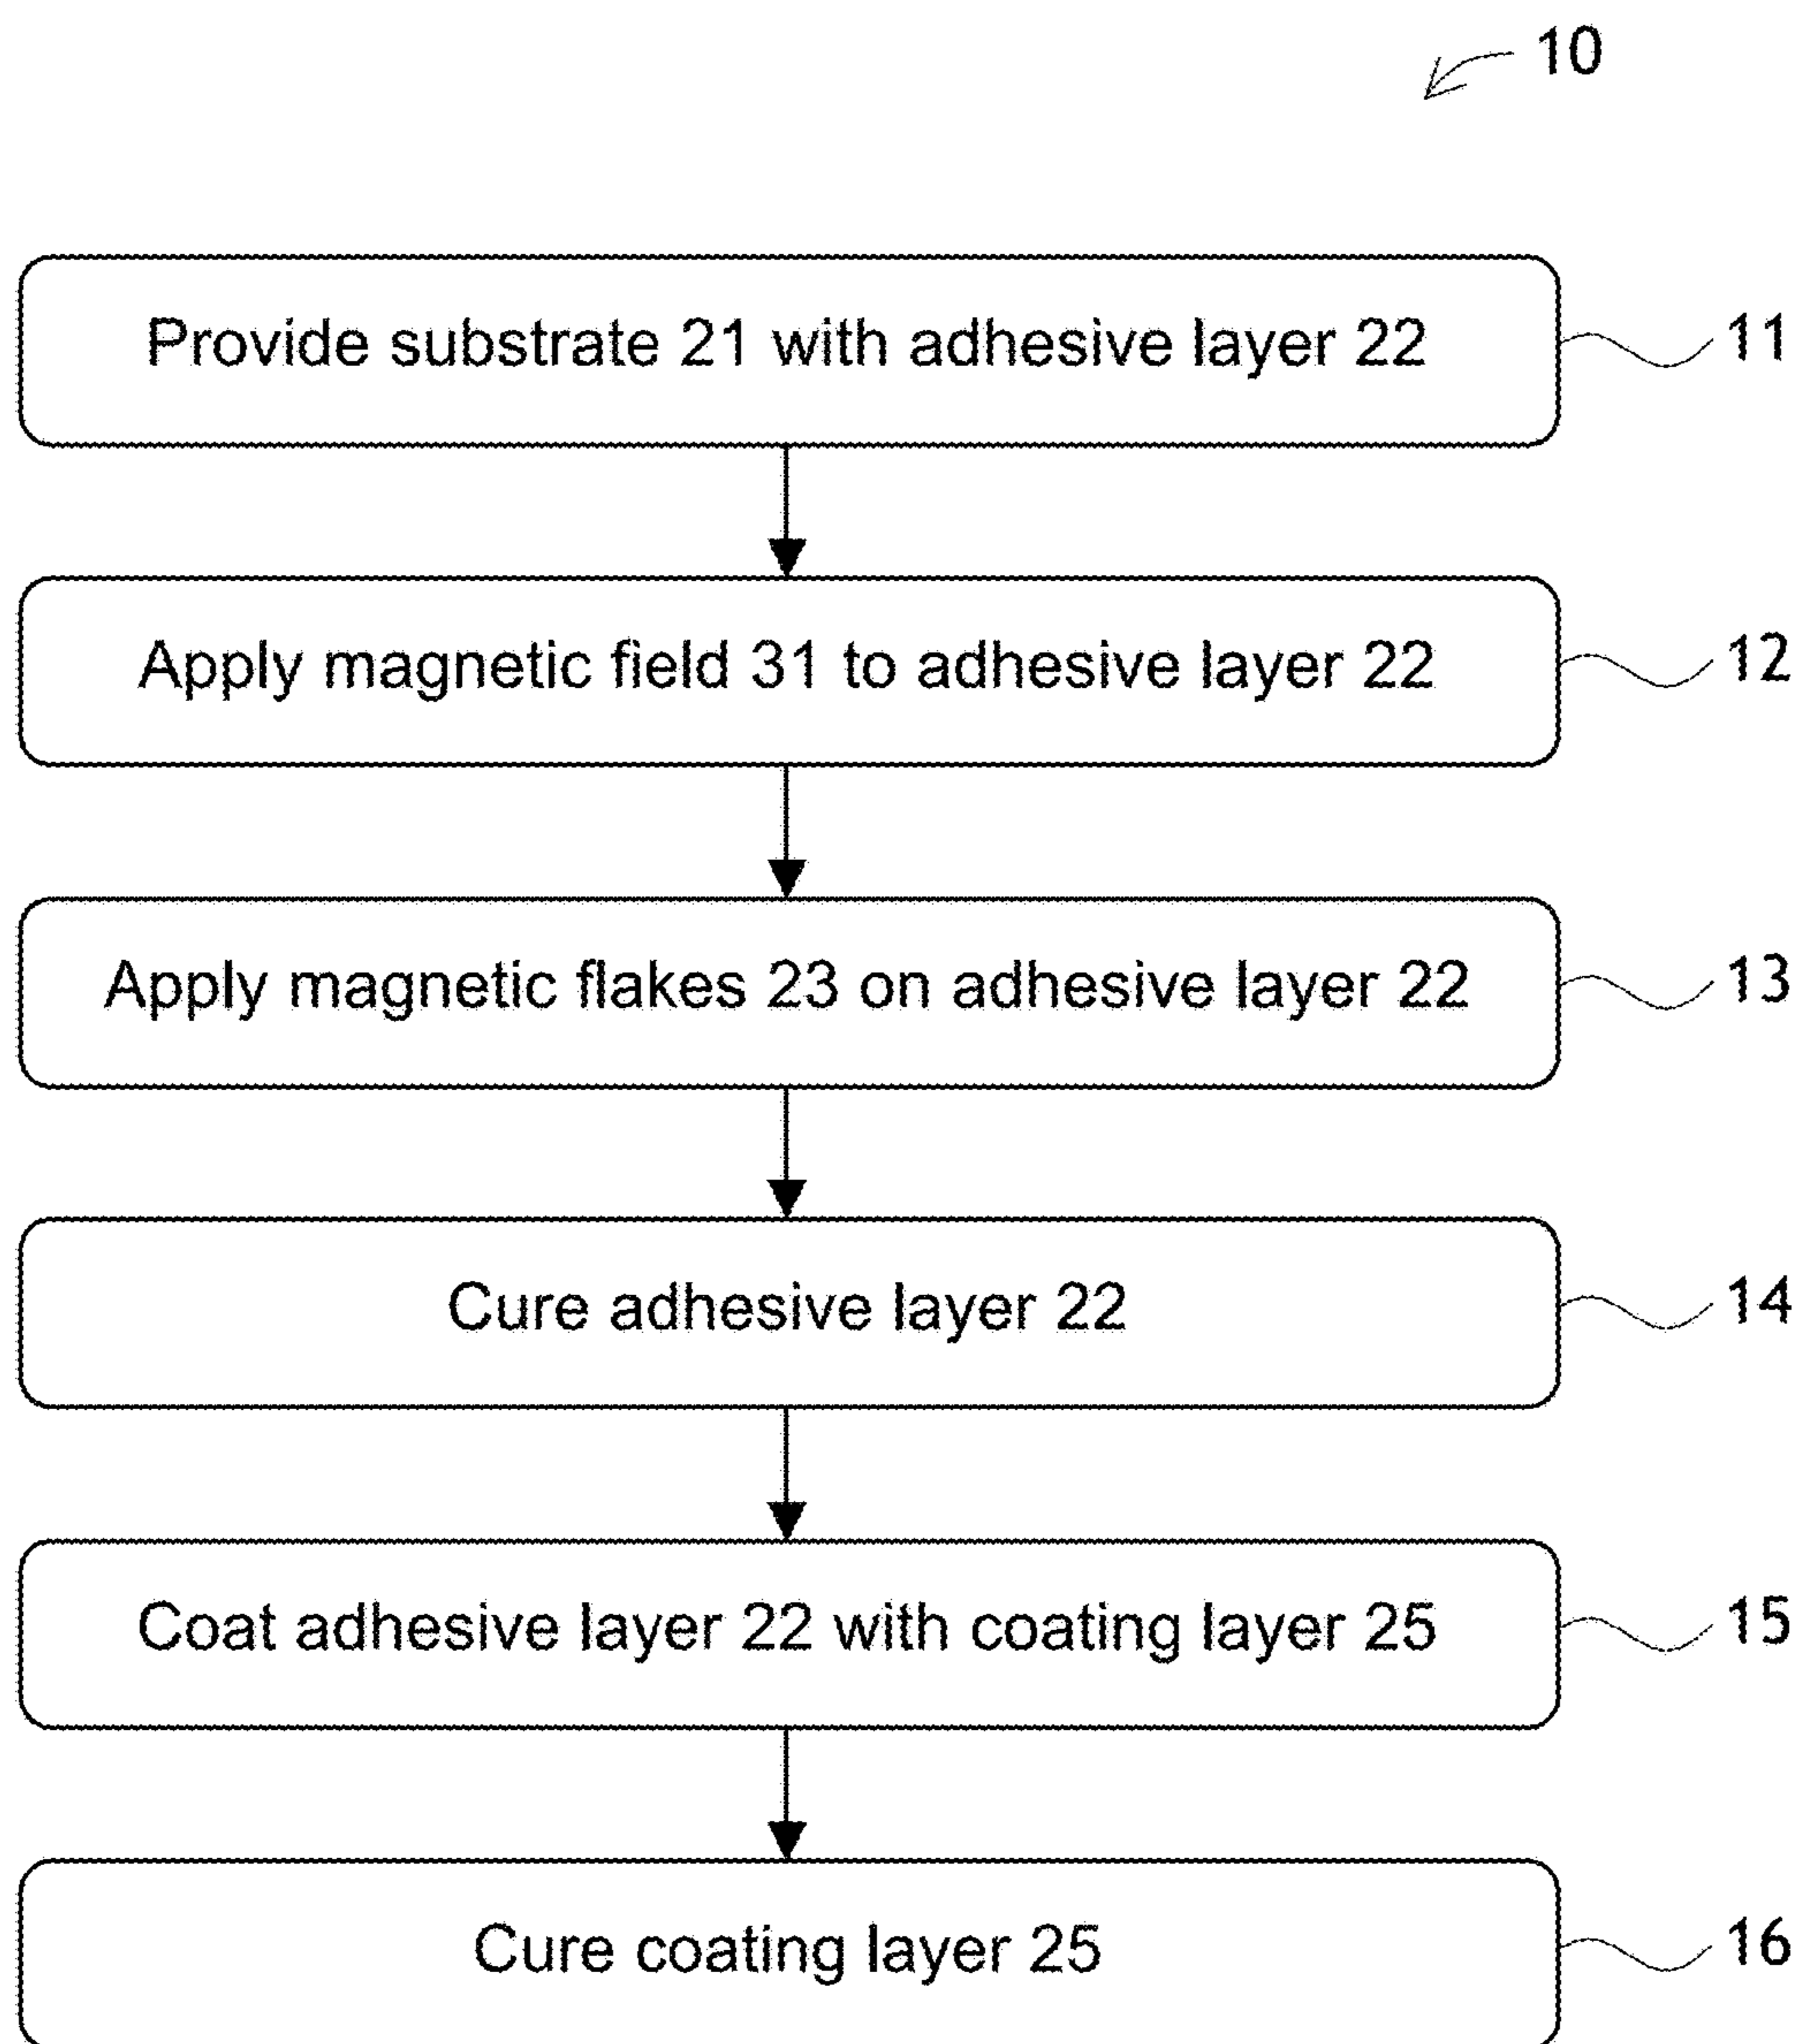 10
Provide substrate 21 with adhesive layer 22
11
Apply magnetic field 31 to adhesive layer 22
12
Apply magnetic flakes 23 on adhesive layer 22
13
Cure adhesive layer 22
14
Coat adhesive layer 22 with coating layer 25
15
Cure coating layer 25
16